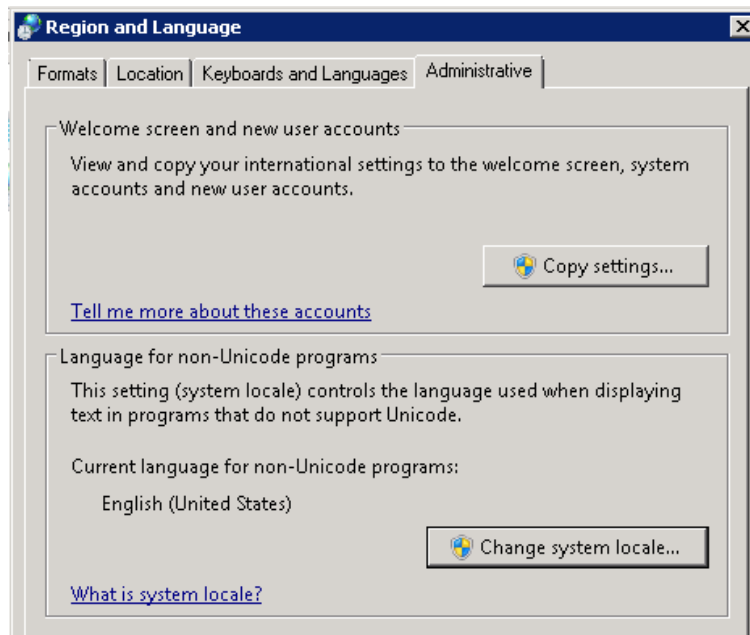 Region and Language
Formats Location Keyboards and Languages Administrative
Welcome screen and new user accounts
View and copy your international settings to the welcome screen, system
accounts and new user accounts.
Copy settings...
Tell me more about these accounts
Language for non-Unicode programs
This setting (system locale) controls the language used when displaying
text in programs that do not support Unicode.
Current language for non-Unicode programs:
English (United States)
Change system locale...
What is system locale?